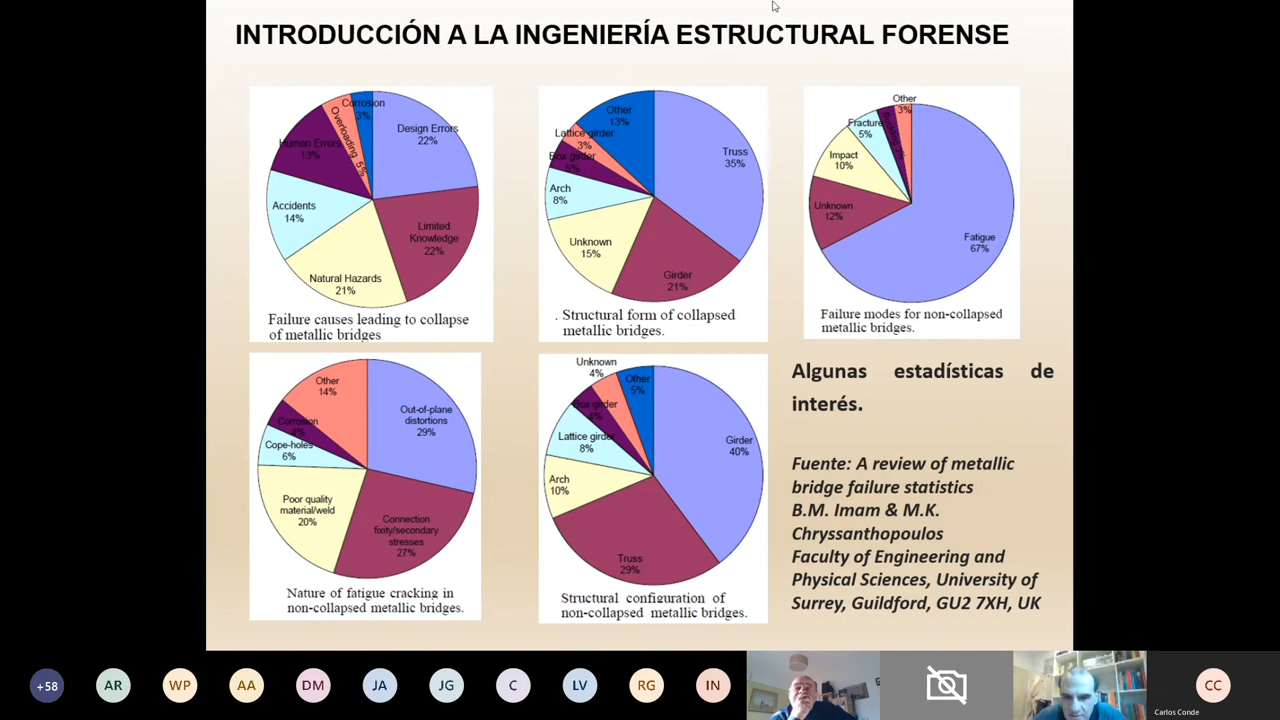 INTRODUCCIÓN A LA INGENIERÍA ESTRUCTURAL FORENSE
Corrosion
3%
Overloading 5%
Design Errors
22%
Human Errors
13%
Accidents
14%
Limited
Knowledge
22%
Natural Hazards
21%
Failure causes leading to collapse
of metallic bridges
Other
13%
Lattice girder
3%
Box girder
5%
Truss
35%
Arch
8%
Unknown
15%
Girder
21%
. Structural form of collapsed
metallic bridges.
Other
3%
Fracture
5%
Impact
10%
Unknown
12%
Fatigue
67%
Failure modes for non-collapsed
metallic bridges.
Other
14%
Out-of-plane
distortions
29%
Corrosion
4%
Cope-holes
6%
Poor quality
material/weld
20%
Connection
fixity/secondary
stresses
27%
Nature of fatigue cracking in
non-collapsed metallic bridges.
Unknown
4%
Other
5%
Box girder
4%
Girder
40%
Lattice girder
8%
Arch
10%
Truss
29%
Structural configuration of
non-collapsed metallic bridges.
Algunas estadísticas de
interés.
Fuente: A review of metallic
bridge failure statistics
B.M. Imam & M.K.
Chryssanthopoulos
Faculty of Engineering and
Physical Sciences, University of
Surrey, Guildford, GU2 7XH, UK
+58
AR
WP
AA
DM
JA
JG
C
LV
RG
IN
CC
Carlos Conde